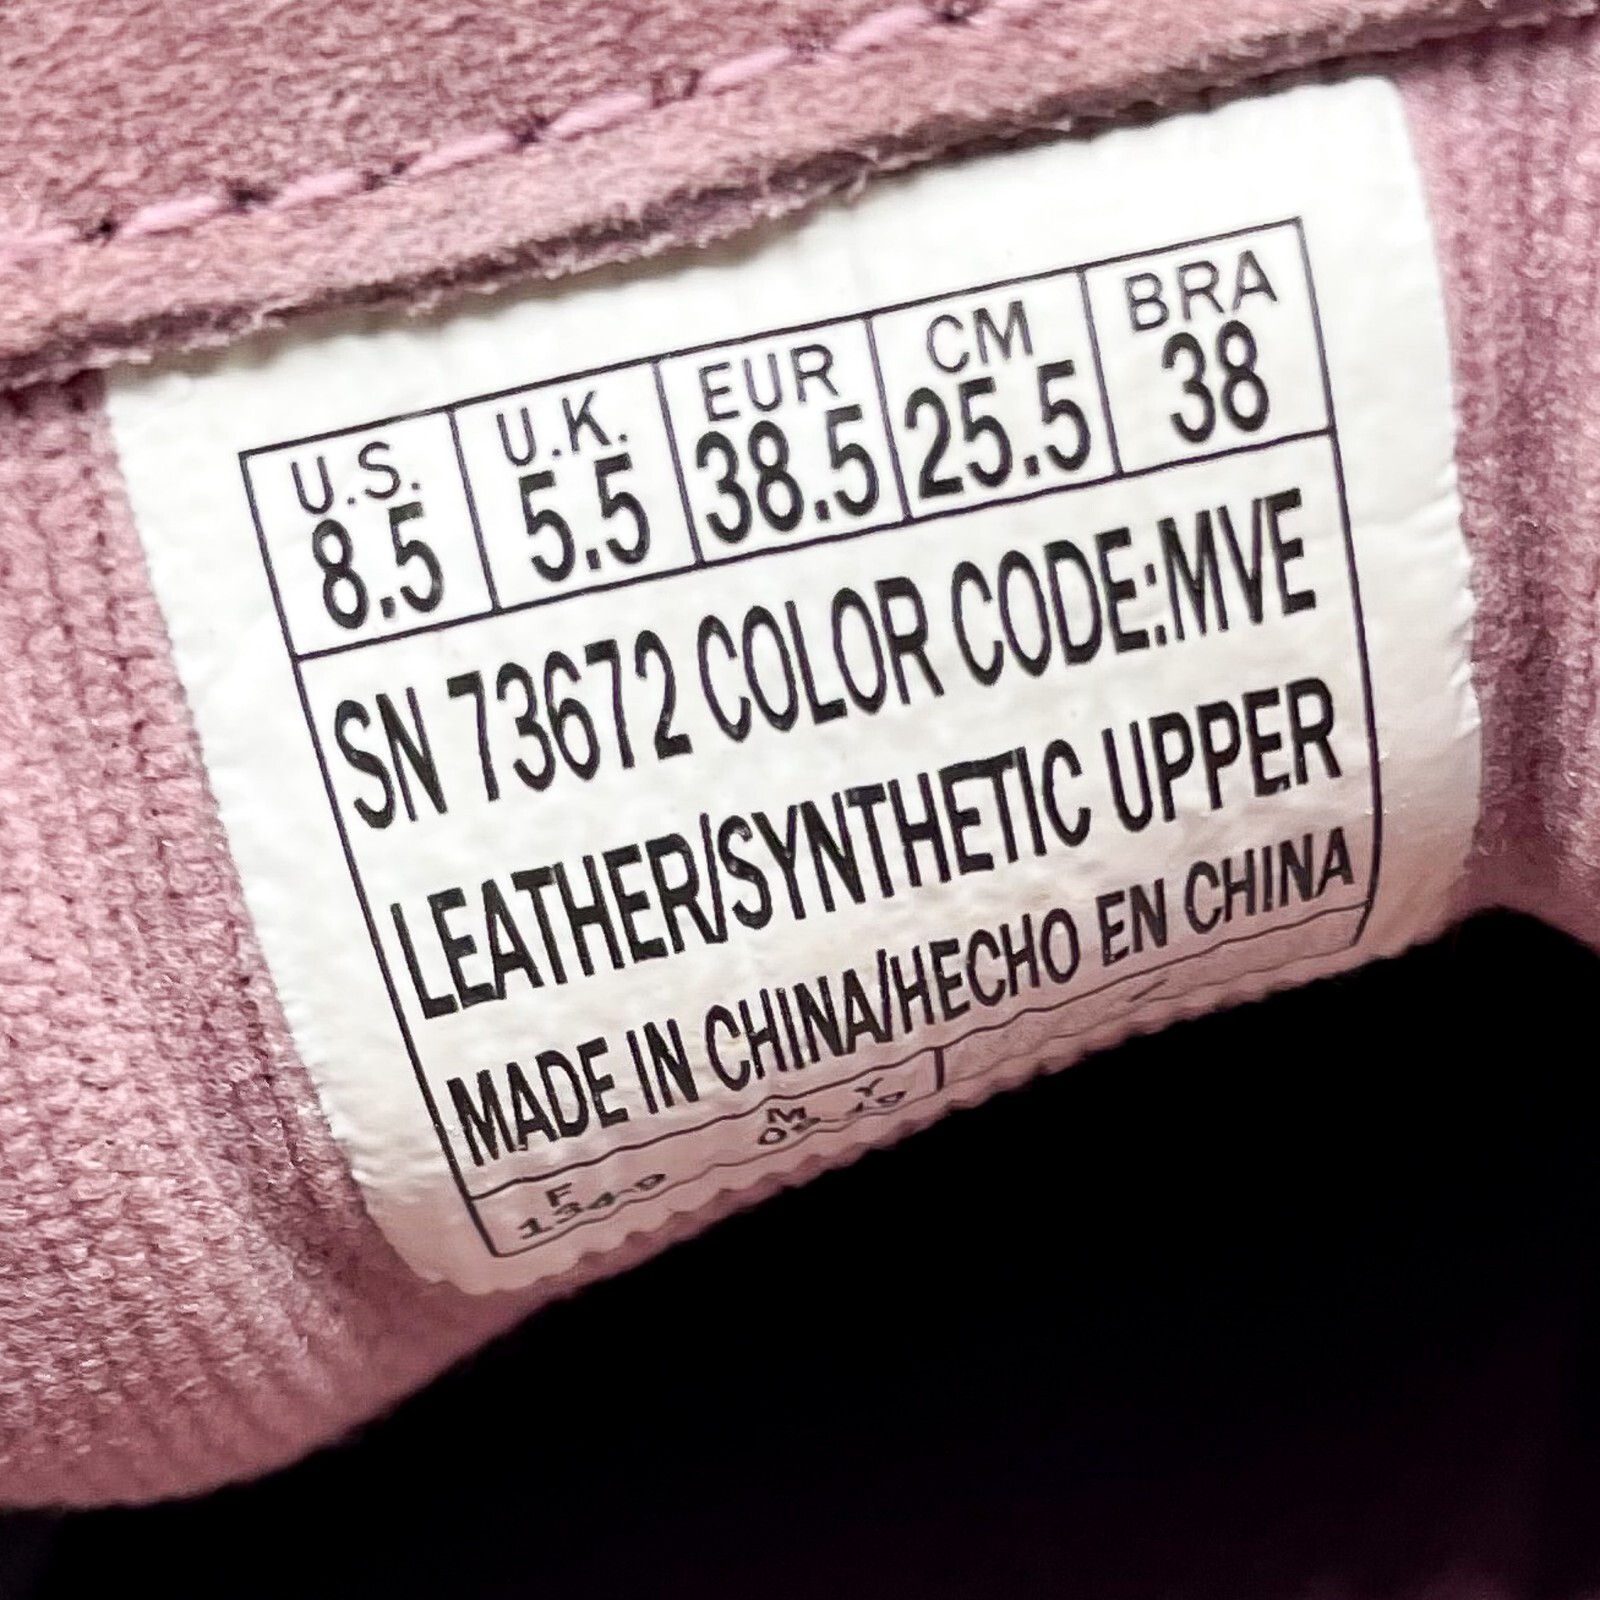 U.S. U.K. EUR CM BRA
8.5 5.5 38.5 25.5 38
SN 73672 COLOR CODE:MVE
LEATHER/SYNTHETIC UPPER
MADE IN CHINA/HECHO EN CHINA
F M Y